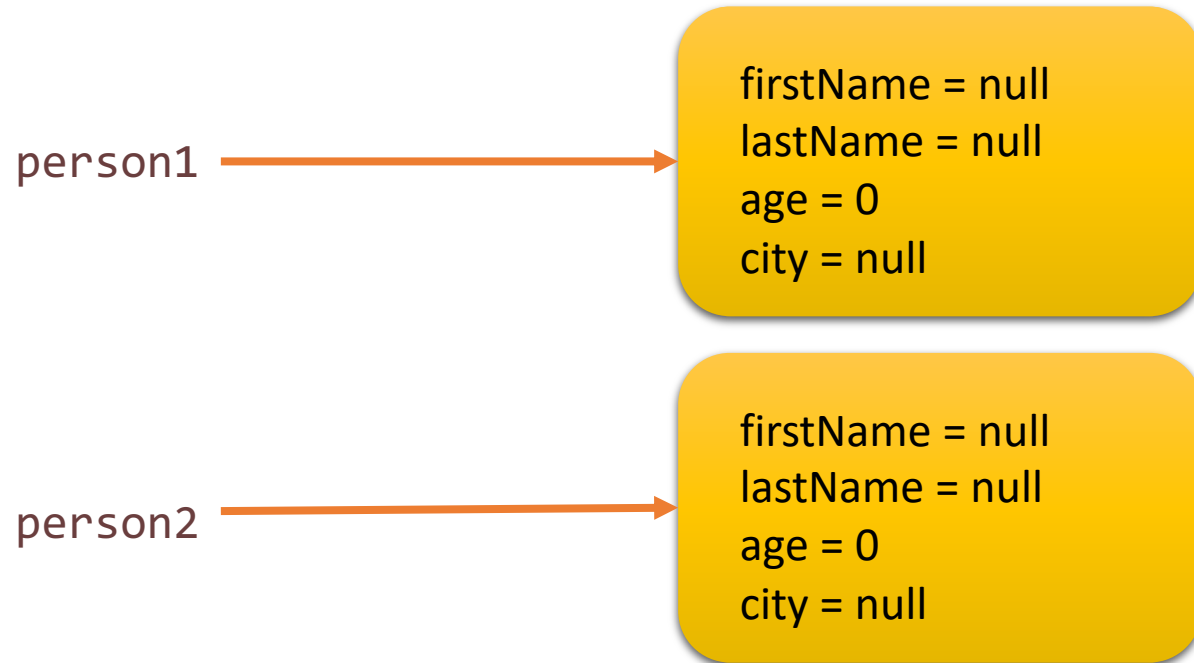 firstName = null
lastName = null
person1
age = 0
city = null
firstName = null
lastName = null
person2
age = 0
city = null